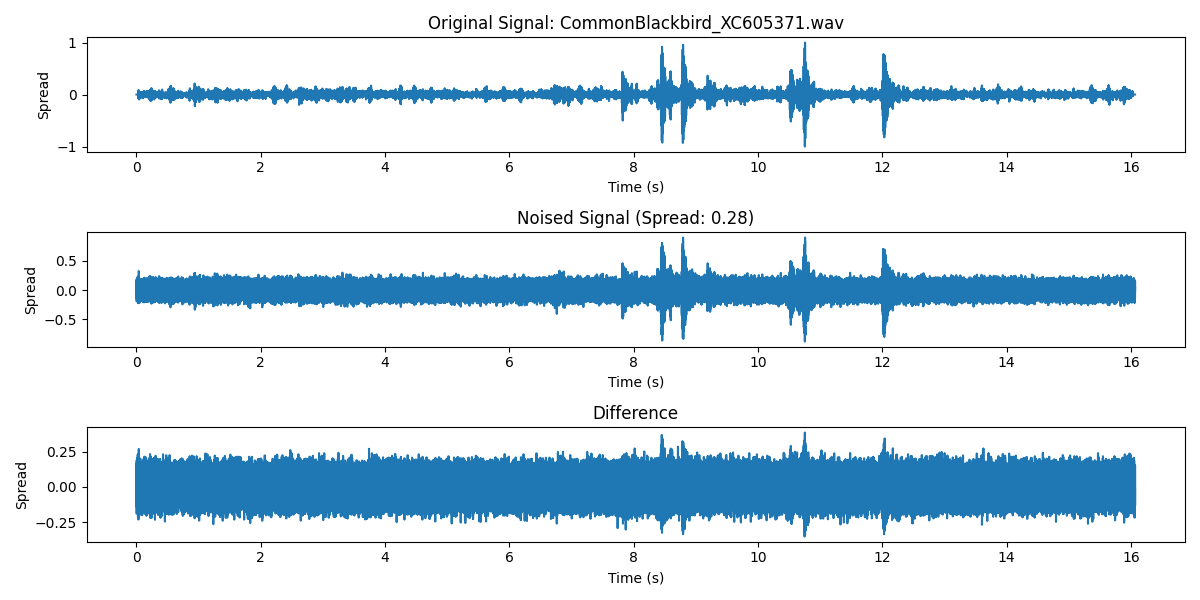 Original Signal: CommonBlackbird_XC605371.wav
1
0
−1
Spread
0 2 4 6 8 10 12 14 16
Time (s)
Noised Signal (Spread: 0.28)
0.5
0.0
−0.5
Spread
0 2 4 6 8 10 12 14 16
Time (s)
Difference
0.25
0.00
−0.25
Spread
0 2 4 6 8 10 12 14 16
Time (s)